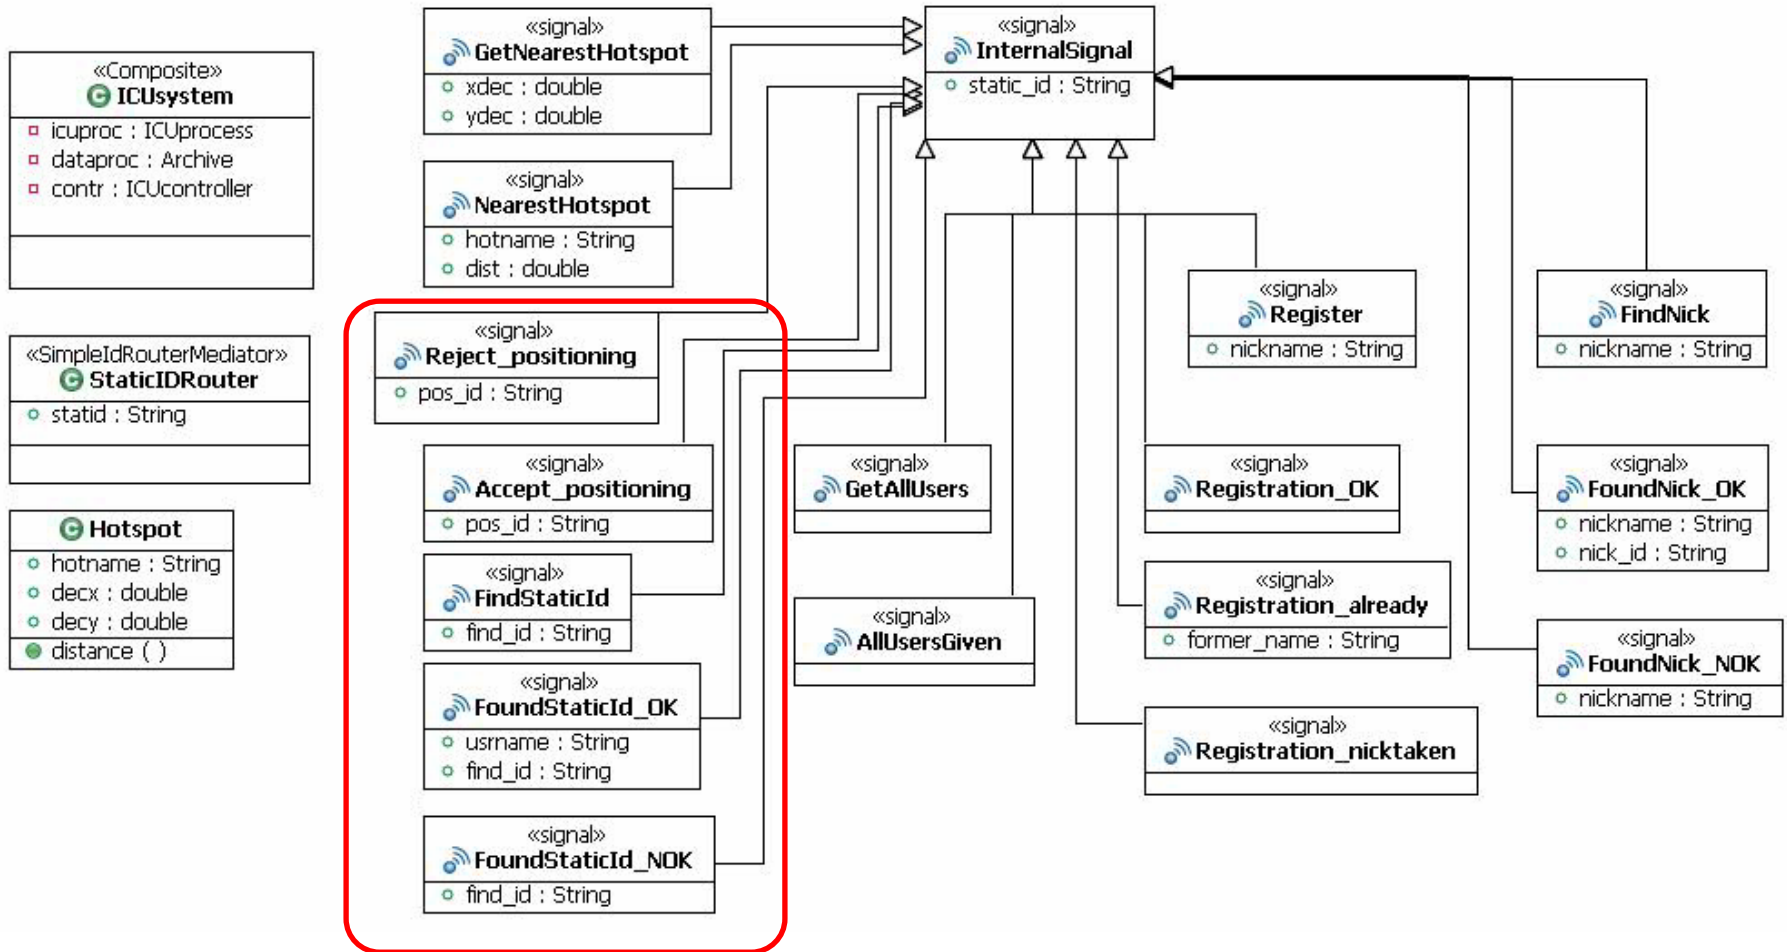 «Composite»
ICUsystem
icuproc : ICUprocess
dataproc : Archive
contr : ICUcontroller
«SimpleIdRouterMediator»
StaticIDRouter
statid : String
Hotspot
hotname : String
decx : double
decy : double
distance ( )
«signal»
GetNearestHotspot
xdec : double
ydec : double
«signal»
NearestHotspot
hotname : String
dist : double
«signal»
Reject_positioning
pos_id : String
«signal»
Accept_positioning
pos_id : String
«signal»
FindStaticId
find_id : String
«signal»
FoundStaticId_OK
usrname : String
find_id : String
«signal»
FoundStaticId_NOK
find_id : String
«signal»
InternalSignal
static_id : String
«signal»
GetAllUsers
«signal»
AllUsersGiven
«signal»
Register
nickname : String
«signal»
Registration_OK
«signal»
Registration_already
former_name : String
«signal»
Registration_nicktaken
«signal»
FindNick
nickname : String
«signal»
FoundNick_OK
nickname : String
nick_id : String
«signal»
FoundNick_NOK
nickname : String